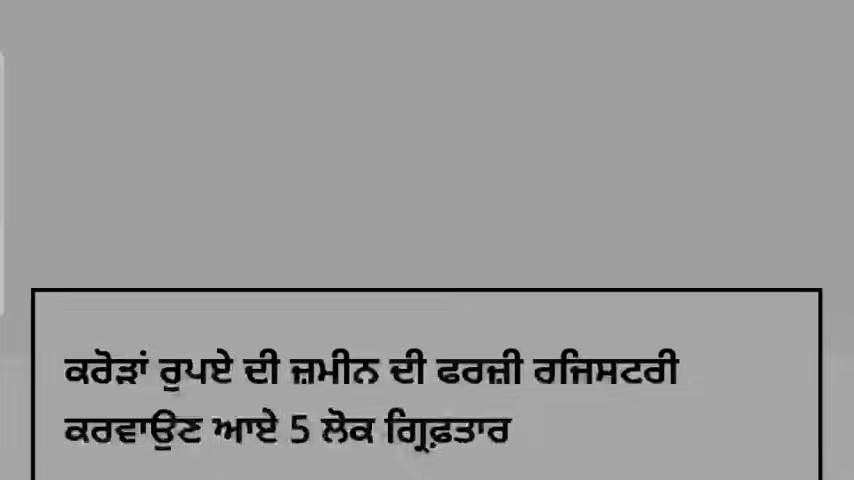 ਕਰੋੜਾਂ ਰੁਪਏ ਦੀ ਜ਼ਮੀਨ ਦੀ ਫਰਜ਼ੀ ਰਜਿਸਟਰੀ
ਕਰਵਾਉਣ ਆਏ 5 ਲੋਕ ਗ੍ਰਿਫ਼ਤਾਰ